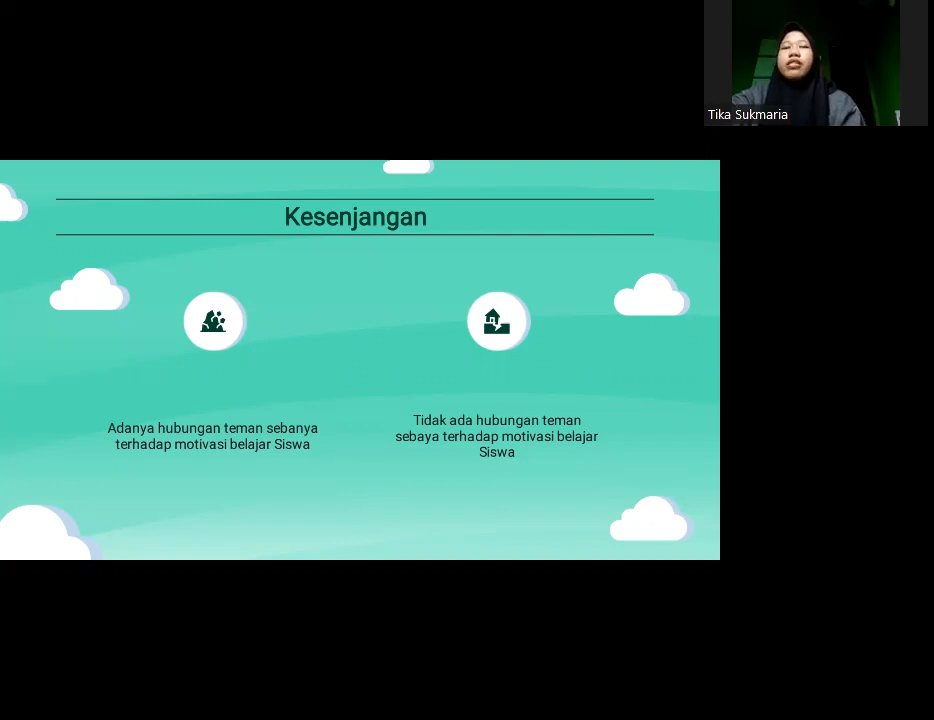 Tika Sukmaria
Kesenjangan
Adanya hubungan teman sebanya
terhadap motivasi belajar Siswa
Tidak ada hubungan teman
sebaya terhadap motivasi belajar
Siswa